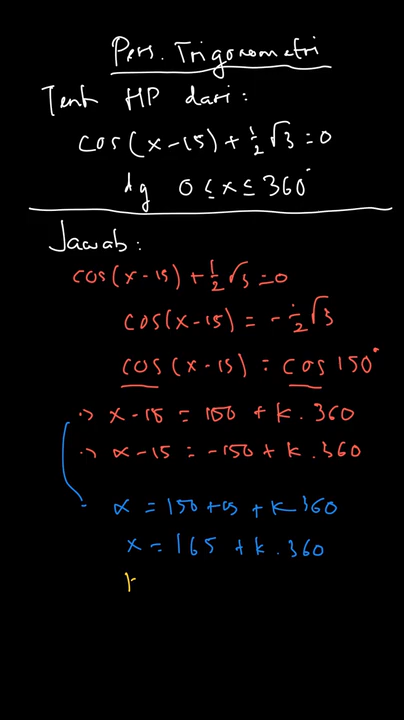 Pers. Trigonometri
Tent HP dari:
cos(x-15) + 1/2 √3 = 0
dg 0 ≤ x ≤ 360°
Jawab:
cos(x-15) + 1/2 √3 = 0
cos(x-15) = -1/2 √3
cos(x-15) = cos 150°
x-15 = 150 + k.360
x-15 = -150 + k.360
x = 150+15 + k 360
x = 165 + k.360